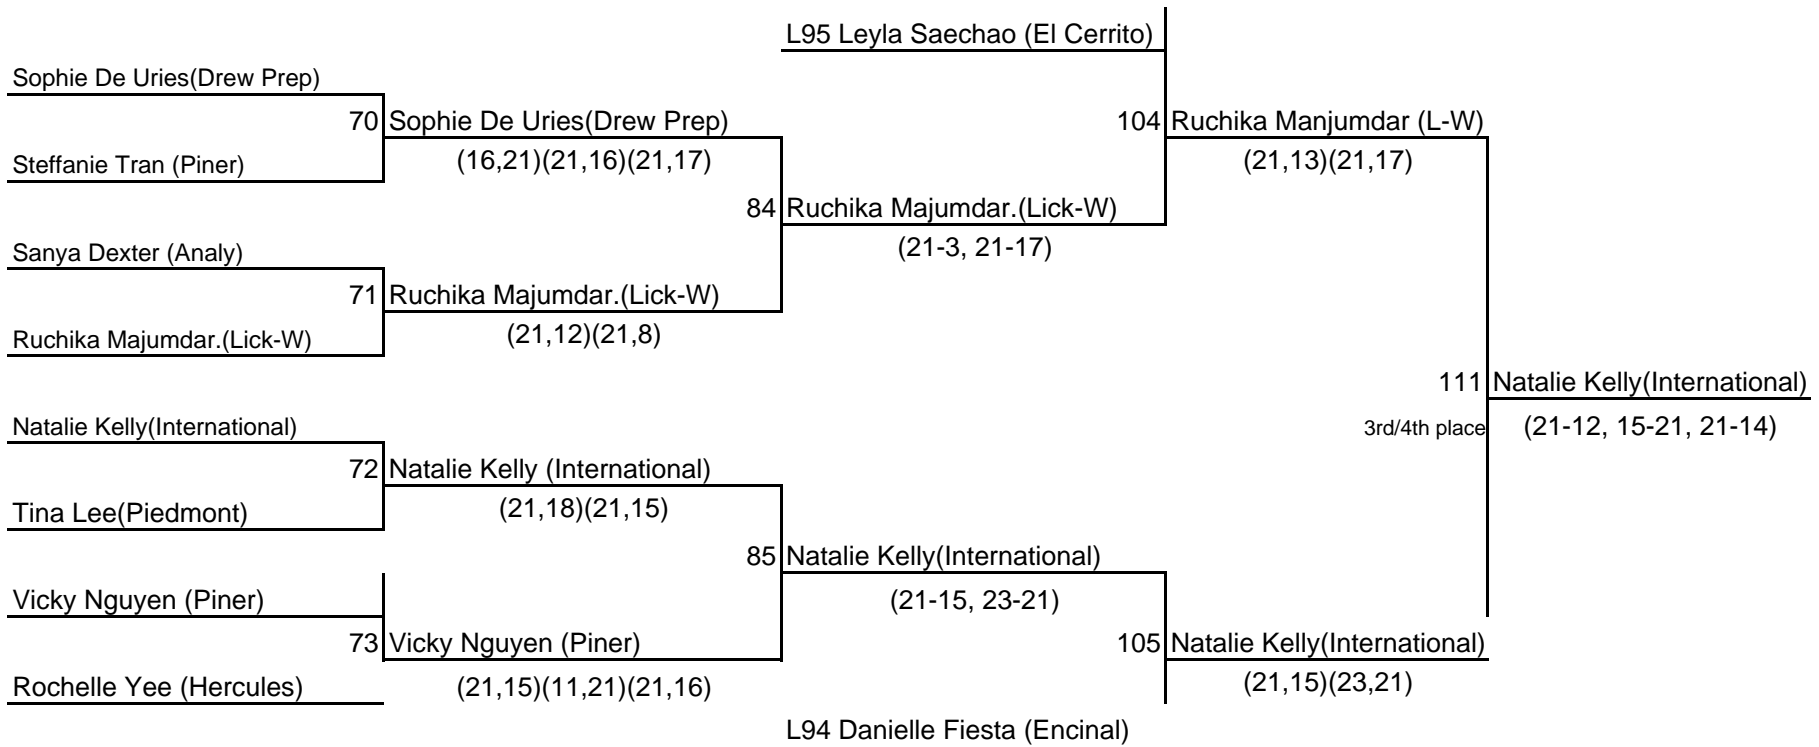 L95 Leyla Saechao (El Cerrito)
Sophie De Uries(Drew Prep)
70 Sophie De Uries(Drew Prep)
104 Ruchika Manjumdar (L-W)
Steffanie Tran (Piner)
(16,21)(21,16)(21,17)
(21,13)(21,17)
84 Ruchika Majumdar.(Lick-W)
Sanya Dexter (Analy)
(21-3, 21-17)
71 Ruchika Majumdar.(Lick-W)
Ruchika Majumdar.(Lick-W)
(21,12)(21,8)
111 Natalie Kelly(International)
Natalie Kelly(International)
3rd/4th place
(21-12, 15-21, 21-14)
72 Natalie Kelly (International)
Tina Lee(Piedmont)
(21,18)(21,15)
85 Natalie Kelly(International)
Vicky Nguyen (Piner)
(21-15, 23-21)
73 Vicky Nguyen (Piner)
105 Natalie Kelly(International)
Rochelle Yee (Hercules)
(21,15)(11,21)(21,16)
(21,15)(23,21)
L94 Danielle Fiesta (Encinal)